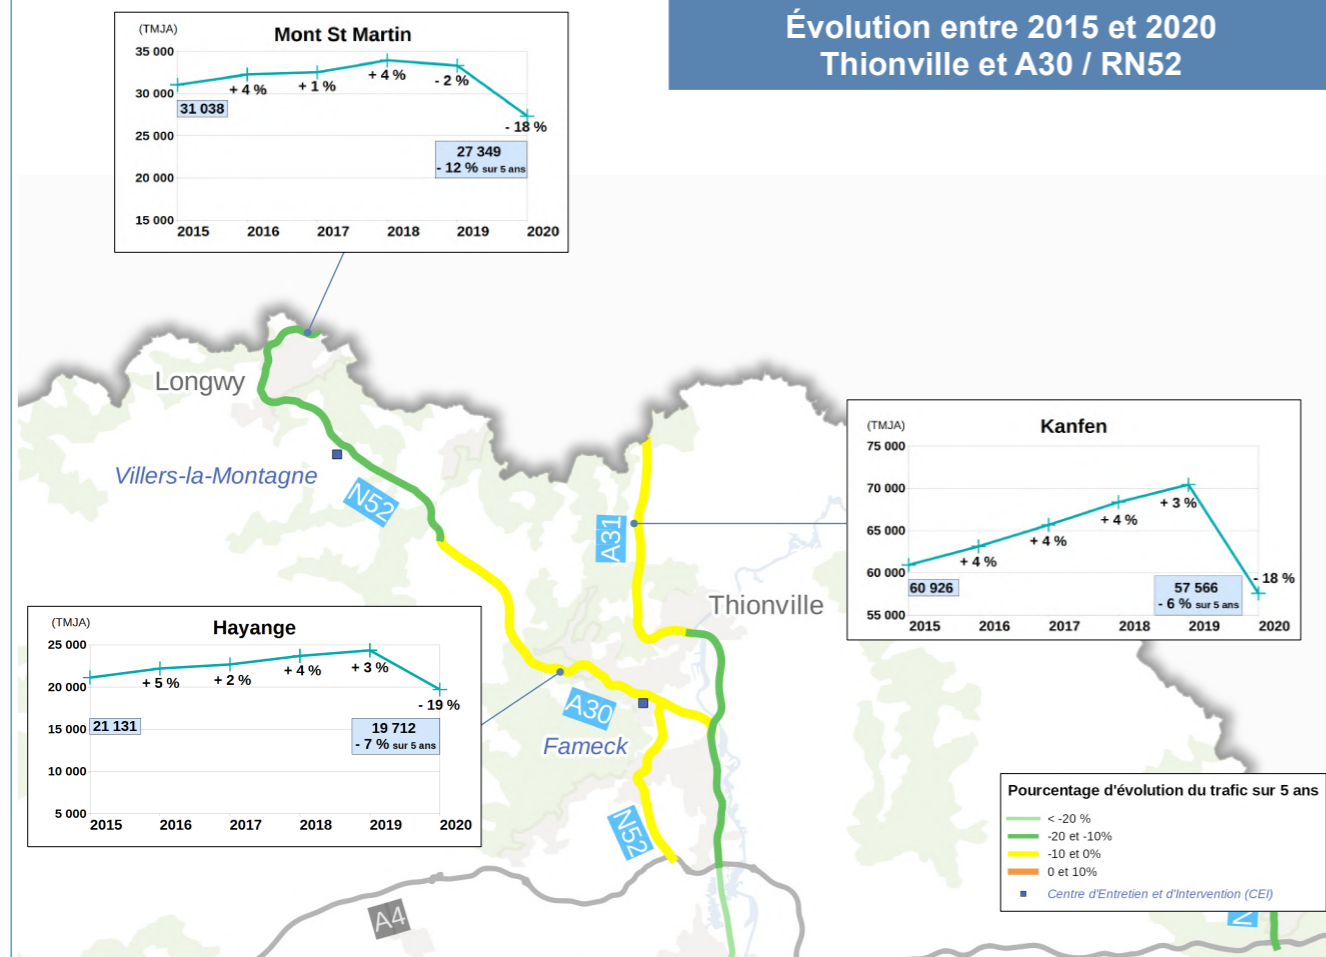 Évolution entre 2015 et 2020
Thionville et A30 / RN52
(TMJA)
Mont St Martin
35 000
30 000
25 000
20 000
15 000
31 038
+ 4 %
+ 1 %
+ 4 %
- 2 %
- 18 %
27 349
- 12 % sur 5 ans
2015
2016
2017
2018
2019
2020
Longwy
Villers-la-Montagne
N52
A31
Thionville
(TMJA)
Kanfen
75 000
70 000
65 000
60 000
55 000
60 926
+ 4 %
+ 4 %
+ 4 %
+ 3 %
- 18 %
57 566
- 6 % sur 5 ans
2015
2016
2017
2018
2019
2020
(TMJA)
Hayange
25 000
20 000
15 000
10 000
5 000
21 131
+ 5 %
+ 2 %
+ 4 %
+ 3 %
- 19 %
19 712
- 7 % sur 5 ans
2015
2016
2017
2018
2019
2020
A30
Fameck
N52
A4
Pourcentage d'évolution du trafic sur 5 ans
< -20 %
-20 et -10%
-10 et 0%
0 et 10%
Centre d'Entretien et d'Intervention (CEI)